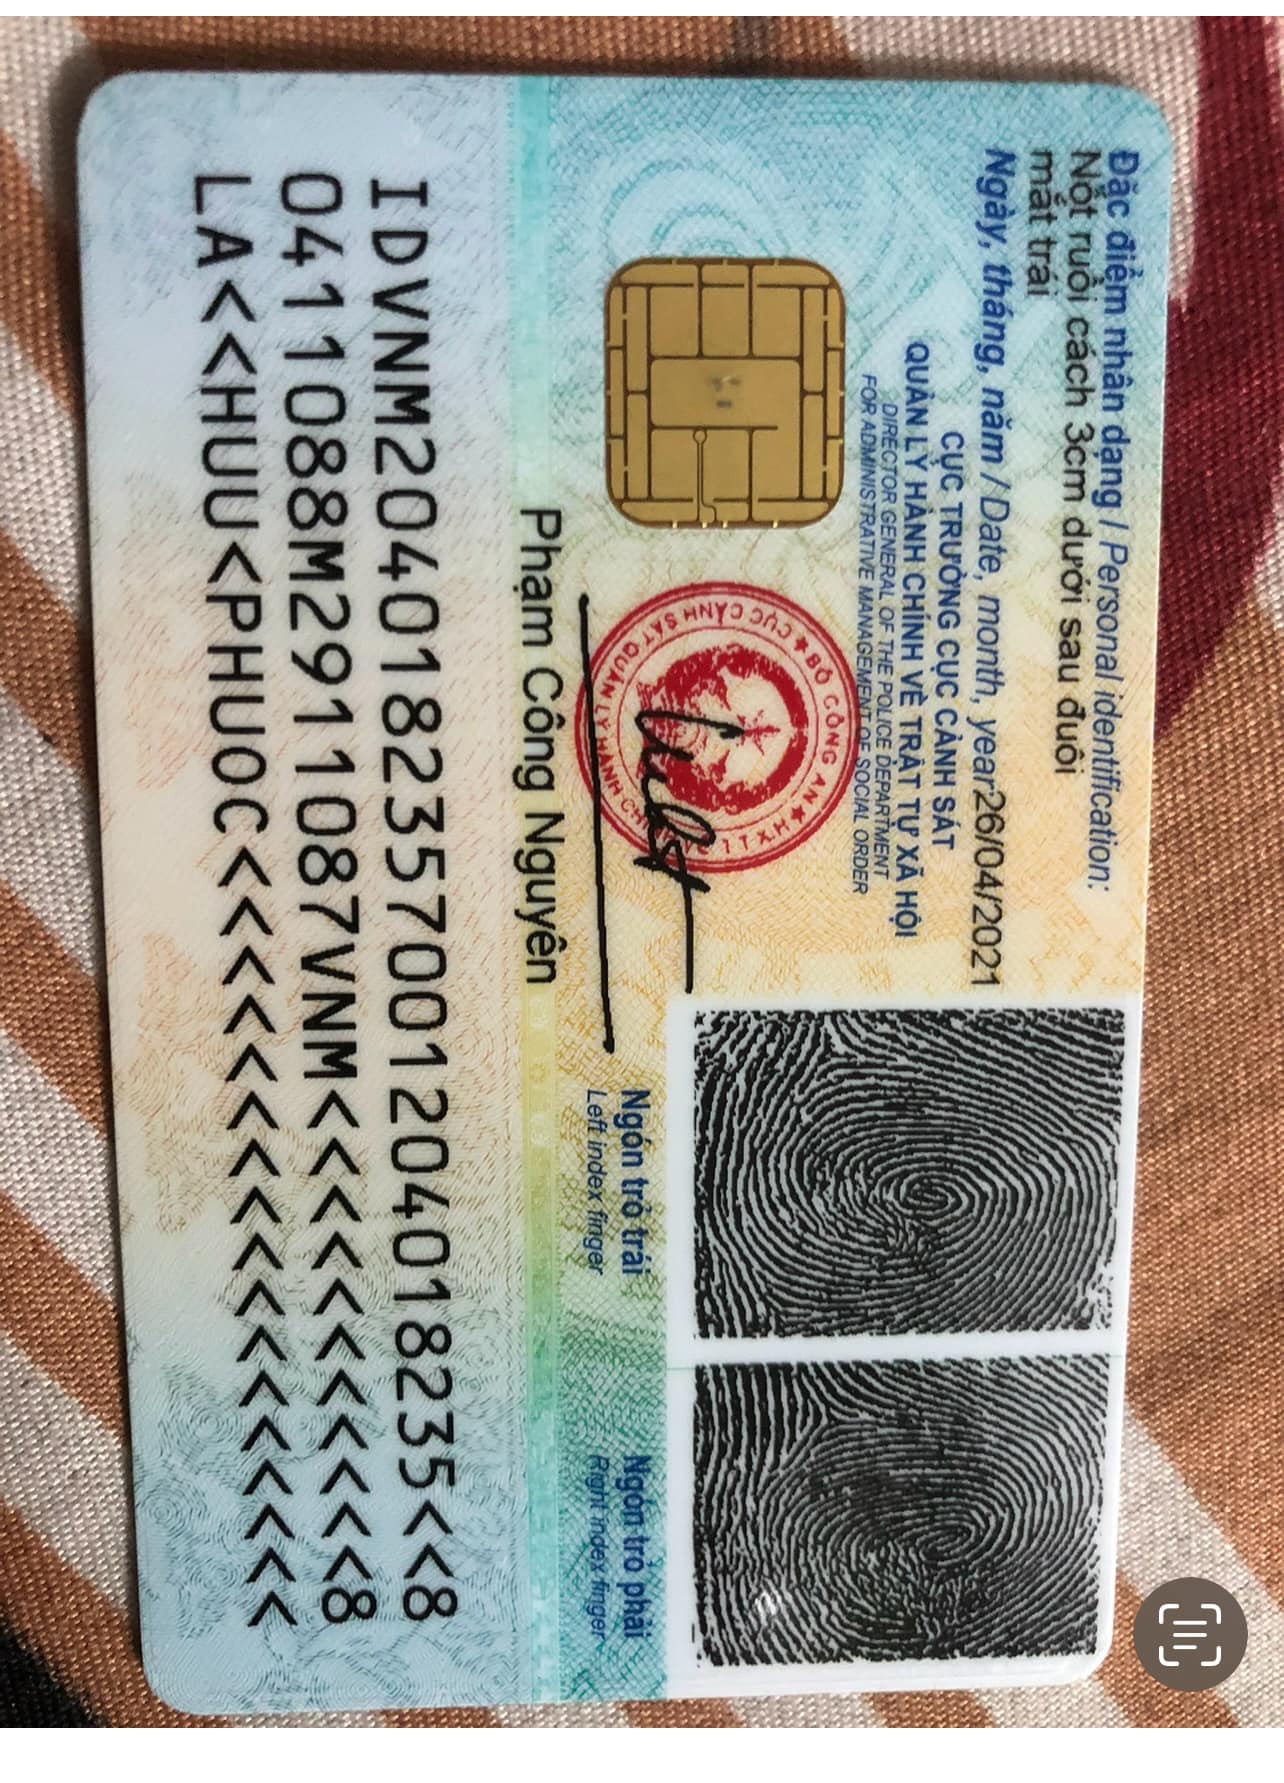 Đặc điểm nhân dạng / Personal identification:
Nốt ruồi cách 3cm dưới sau đuôi
mắt trái
Ngày, tháng, năm / Date, month, year 26/04/2021
CỤC TRƯỞNG CỤC CẢNH SÁT
QUẢN LÝ HÀNH CHÍNH VỀ TRẬT TỰ XÃ HỘI
DIRECTOR GENERAL OF THE POLICE DEPARTMENT
FOR ADMINISTRATIVE MANAGEMENT OF SOCIAL ORDER
BỘ CÔNG AN
CỤC CẢNH SÁT QUẢN LÝ HÀNH
Phạm Công Nguyên
Ngón trỏ trái
Left index finger
Ngón trỏ phải
Right index finger
IDVNM2040182357001204018235<<8
0411088M2911087VNM<<<<<<<<<<<8
LA<<HUU<PHUOC<<<<<<<<<<<<<<<<<